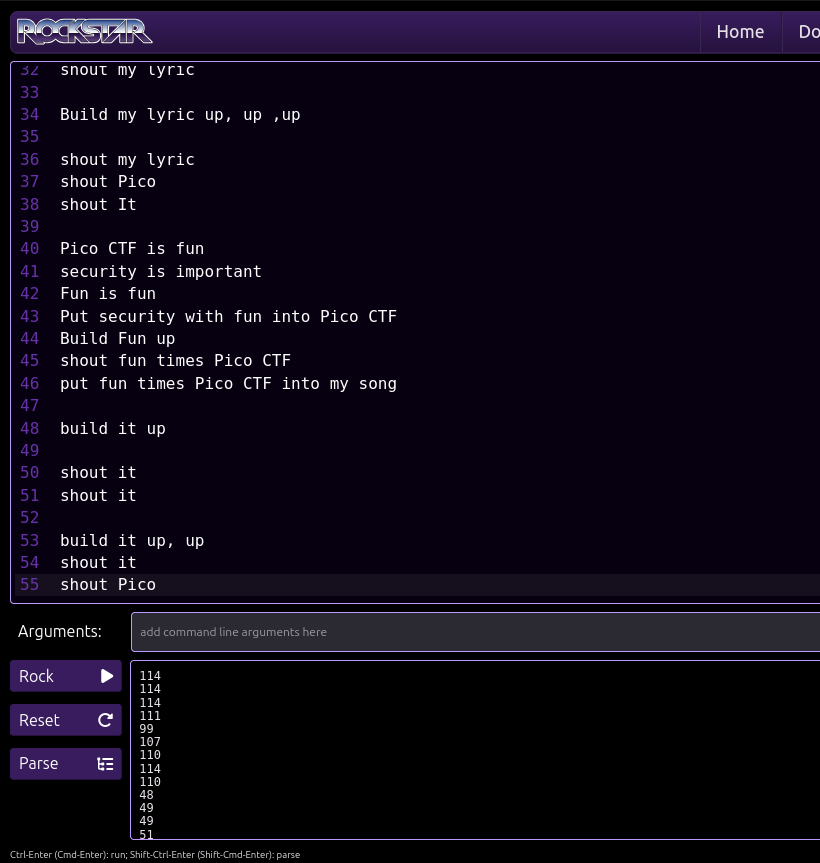 ROCKSTAR
Home
Do
32 shout my lyric
33
34 Build my lyric up, up ,up
35
36 shout my lyric
37 shout Pico
38 shout It
39
40 Pico CTF is fun
41 security is important
42 Fun is fun
43 Put security with fun into Pico CTF
44 Build Fun up
45 shout fun times Pico CTF
46 put fun times Pico CTF into my song
47
48 build it up
49
50 shout it
51 shout it
52
53 build it up, up
54 shout it
55 shout Pico
Arguments:
add command line arguments here
Rock
Reset
Parse
114
114
114
111
99
107
110
114
110
48
49
49
51
Ctrl-Enter (Cmd-Enter): run; Shift-Ctrl-Enter (Shift-Cmd-Enter): parse